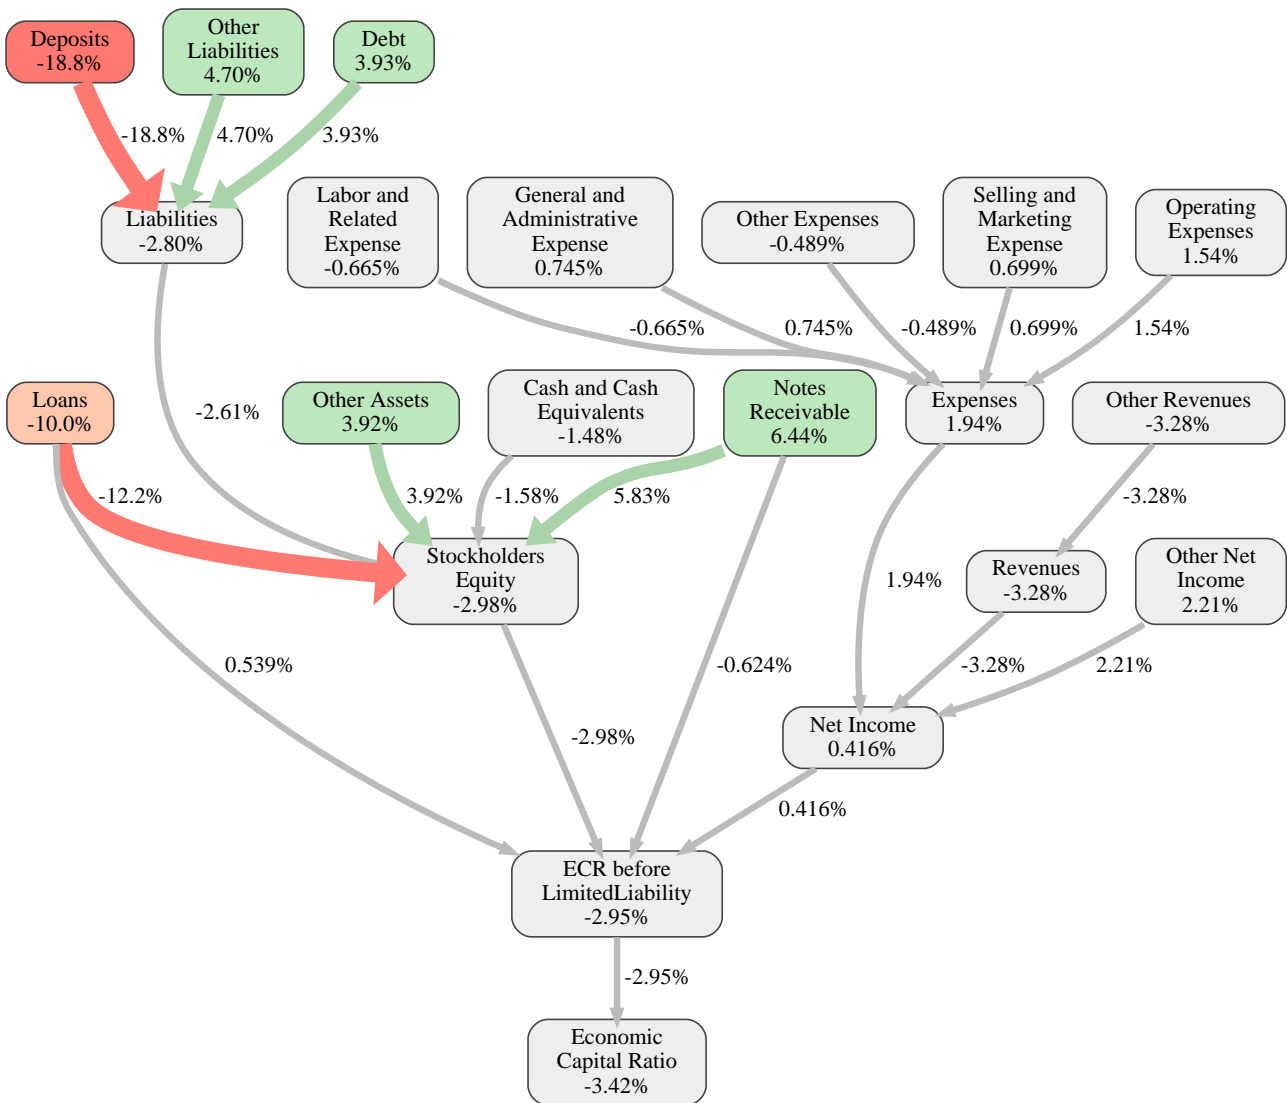 Deposits
-18.8%
Other
Liabilities
4.70%
Debt
3.93%
-18.8%
4.70%
3.93%
Liabilities
-2.80%
Labor and
Related
Expense
-0.665%
General and
Administrative
Expense
0.745%
Other Expenses
-0.489%
Selling and
Marketing
Expense
0.699%
Operating
Expenses
1.54%
-0.665%
0.745%
-0.489%
0.699%
1.54%
Loans
-10.0%
-2.61%
Other Assets
3.92%
Cash and Cash
Equivalents
-1.48%
Notes
Receivable
6.44%
Expenses
1.94%
Other Revenues
-3.28%
-12.2%
3.92%
-1.58%
5.83%
-3.28%
Stockholders
Equity
-2.98%
1.94%
Revenues
-3.28%
Other Net
Income
2.21%
0.539%
-0.624%
-3.28%
2.21%
-2.98%
Net Income
0.416%
0.416%
ECR before
LimitedLiability
-2.95%
-2.95%
Economic
Capital Ratio
-3.42%